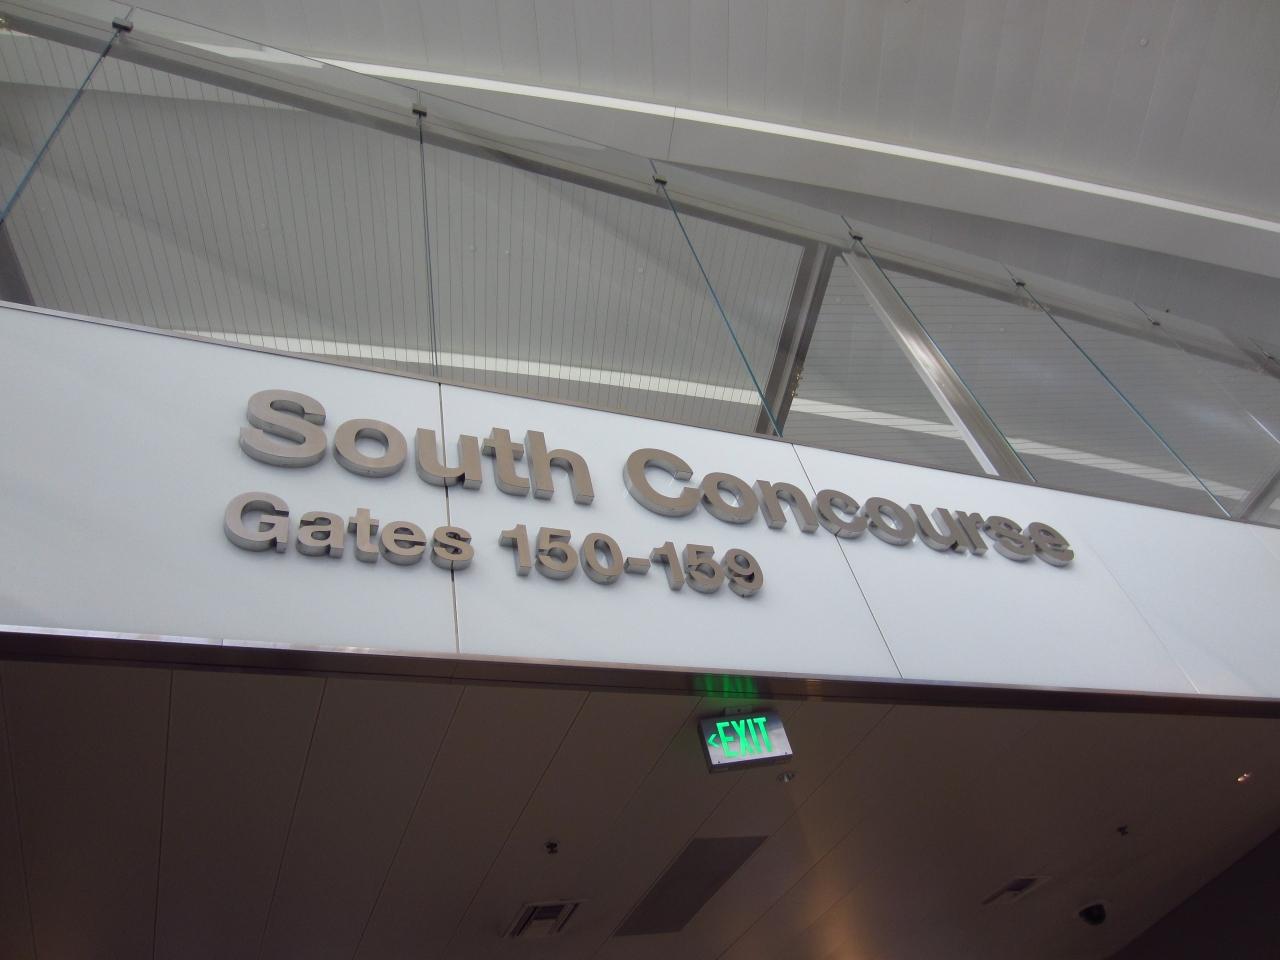 South Concourse
Gates 150-159
<EXIT